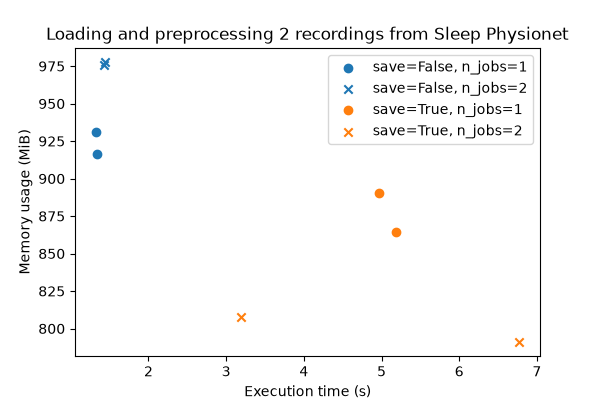 Loading and preprocessing 2 recordings from Sleep Physionet
save=False, n_jobs=1
save=False, n_jobs=2
save=True, n_jobs=1
save=True, n_jobs=2
Memory usage (MiB)
975
950
925
900
875
850
825
800
2 3 4 5 6 7
Execution time (s)